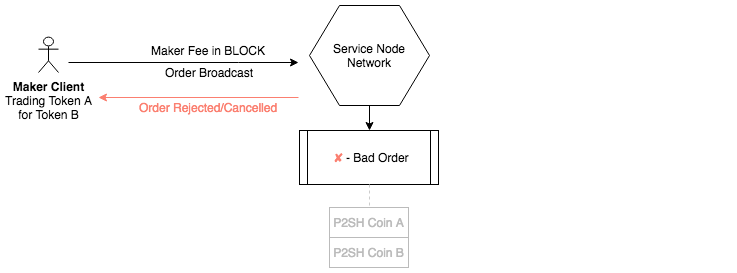 Maker Fee in BLOCK
Order Broadcast
Service Node
Network
Maker Client
Trading Token A
for Token B
Order Rejected/Cancelled
✘ - Bad Order
P2SH Coin A
P2SH Coin B